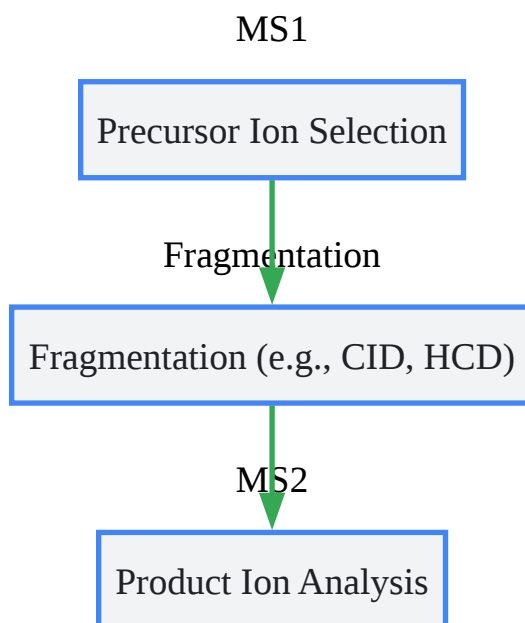 MS1
Precursor Ion Selection
Fragmentation
Fragmentation (e.g., CID, HCD)
MS2
Product Ion Analysis